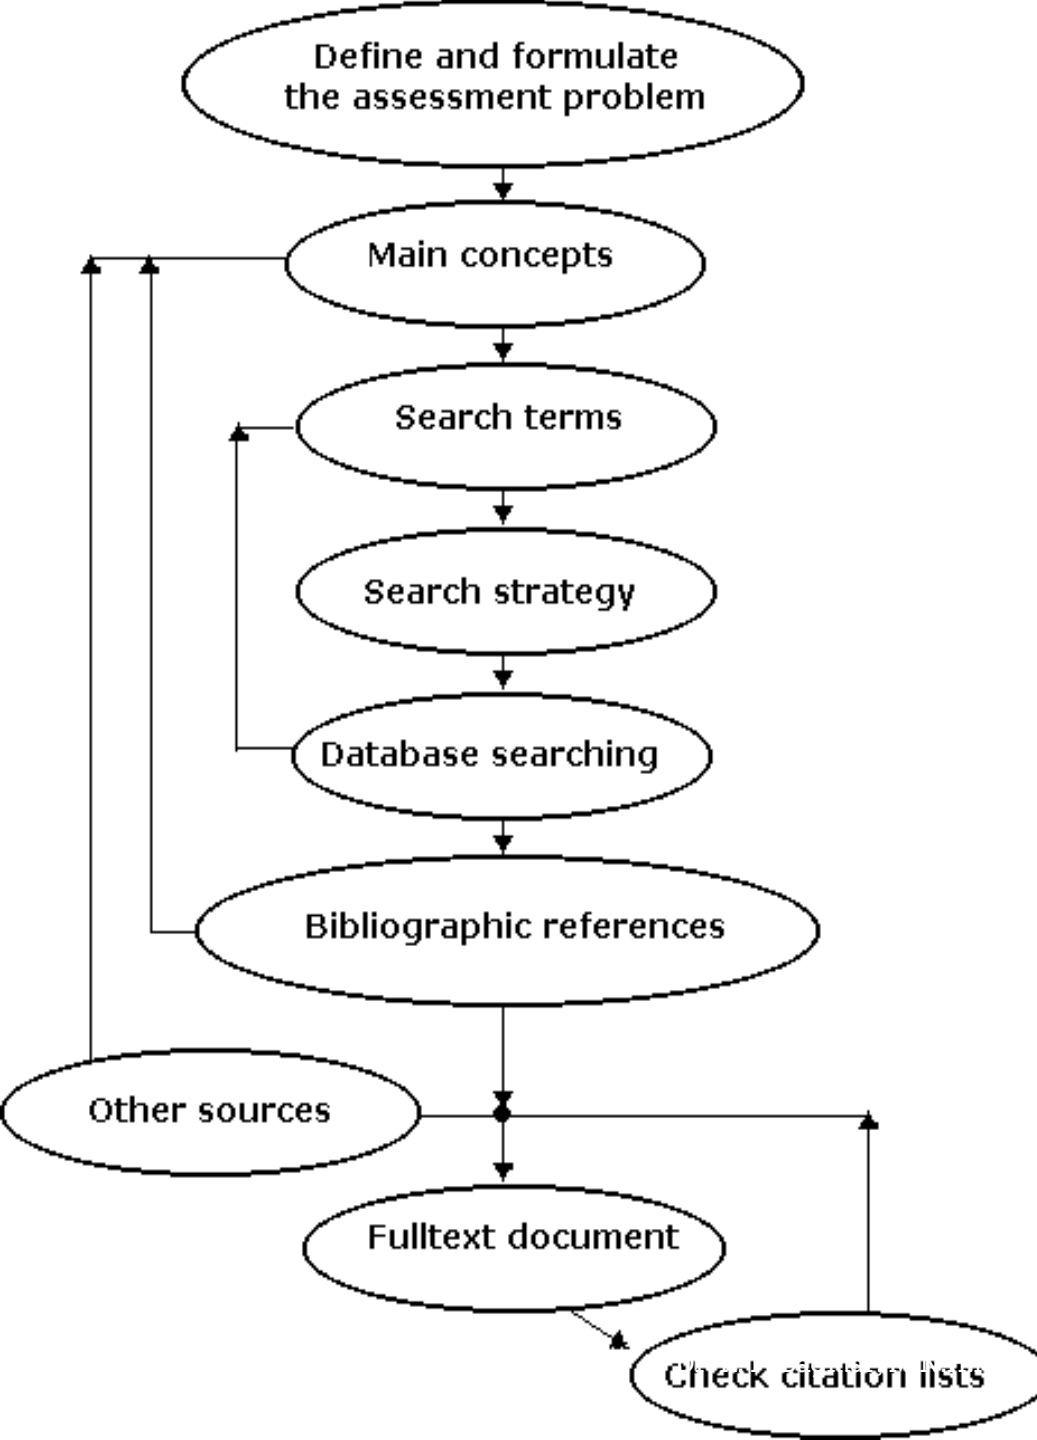 Define and formulate
the assessment problem
Main concepts
Search terms
Search strategy
Database searching
Bibliographic references
Other sources
Fulltext document
Check citation lists